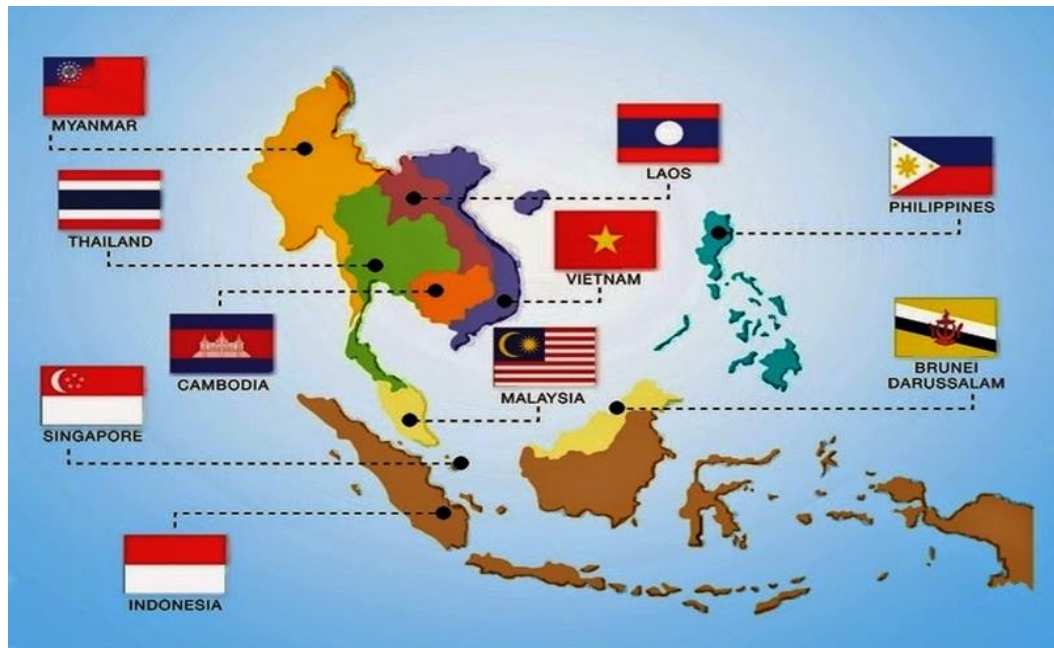 MYANMAR
LAOS
PHILIPPINES
THAILAND
VIETNAM
CAMBODIA
MALAYSIA
BRUNEI
DARUSSALAM
SINGAPORE
INDONESIA